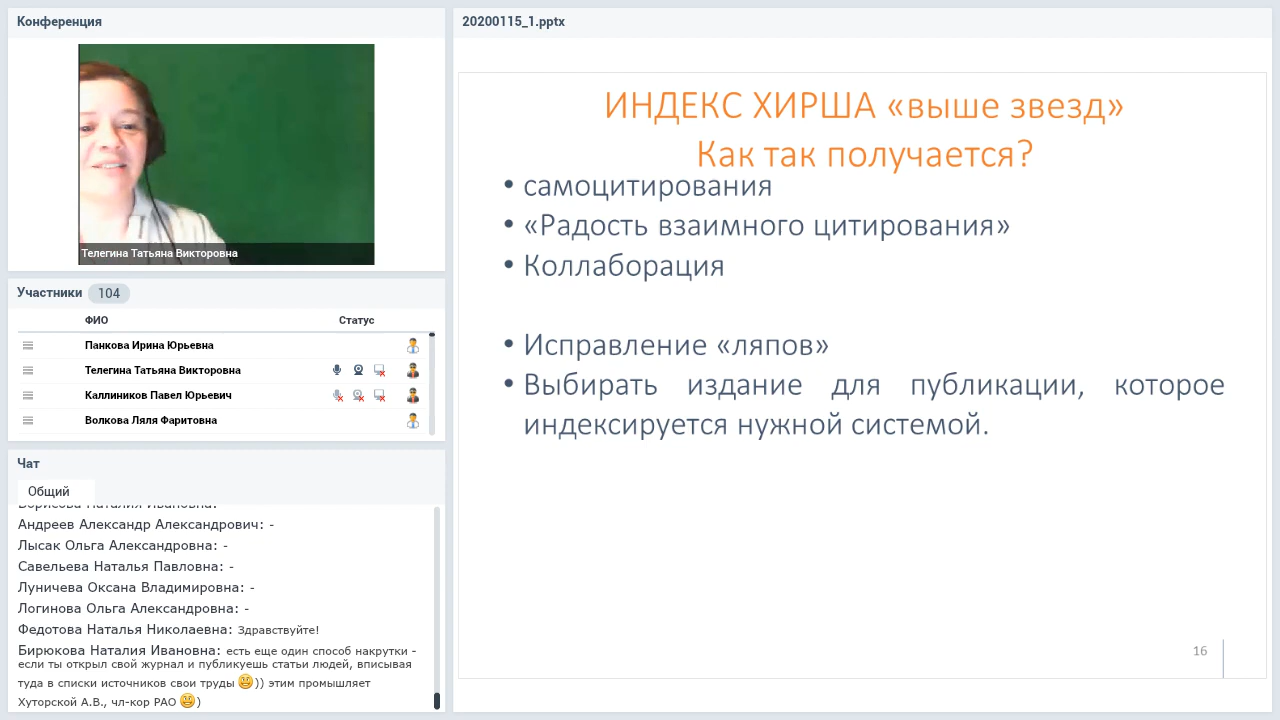 Конференция
Телегина Татьяна Викторовна
Участники 104
ФИО Статус
Панкова Ирина Юрьевна
Телегина Татьяна Викторовна
Каллиников Павел Юрьевич
Волкова Ляля Фаритовна
Чат
Общий
Борисова Наталия Ивановна:
Андреев Александр Александрович: -
Лысак Ольга Александровна: -
Савельева Наталья Павловна: -
Луничева Оксана Владимировна: -
Логинова Ольга Александровна: -
Федотова Наталья Николаевна: Здравствуйте!
Бирюкова Наталия Ивановна: есть еще один способ накрутки -
если ты открыл свой журнал и публикуешь статьи людей, вписывая
туда в списки источников свои труды )) этим промышляет
Хуторской А.В., чл-кор РАО )
20200115_1.pptx
ИНДЕКС ХИРША «выше звезд»
Как так получается?
• самоцитирования
• «Радость взаимного цитирования»
• Коллаборация
• Исправление «ляпов»
• Выбирать издание для публикации, которое
индексируется нужной системой.
16